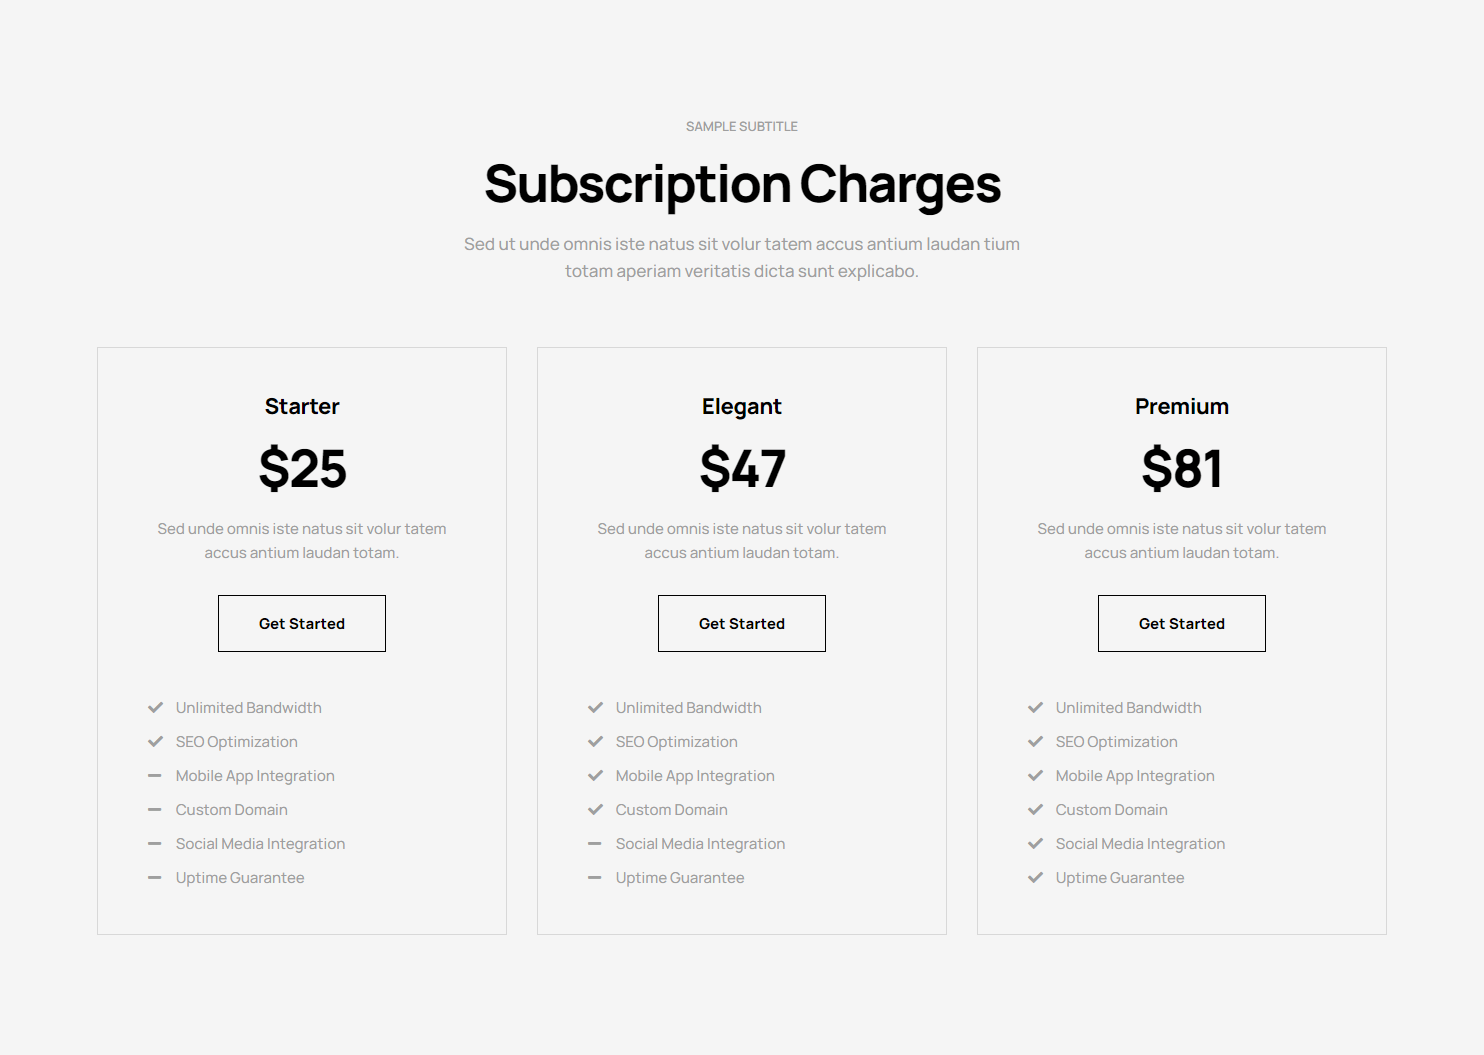 SAMPLE SUBTITLE
Subscription Charges
Sed ut unde omnis iste natus sit volur tatem accus antium laudan tium
totam aperiam veritatis dicta sunt explicabo.
Starter
$25
Sed unde omnis iste natus sit volur tatem
accus antium laudan totam.
Get Started
Unlimited Bandwidth
SEO Optimization
Mobile App Integration
Custom Domain
Social Media Integration
Uptime Guarantee
Elegant
$47
Sed unde omnis iste natus sit volur tatem
accus antium laudan totam.
Get Started
Unlimited Bandwidth
SEO Optimization
Mobile App Integration
Custom Domain
Social Media Integration
Uptime Guarantee
Premium
$81
Sed unde omnis iste natus sit volur tatem
accus antium laudan totam.
Get Started
Unlimited Bandwidth
SEO Optimization
Mobile App Integration
Custom Domain
Social Media Integration
Uptime Guarantee